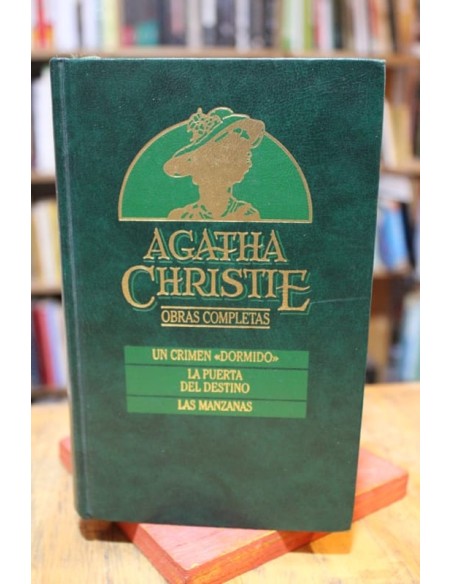 AGATHA
CHRISTIE
OBRAS COMPLETAS
UN CRIMEN «DORMIDO»
LA PUERTA
DEL DESTINO
LAS MANZANAS